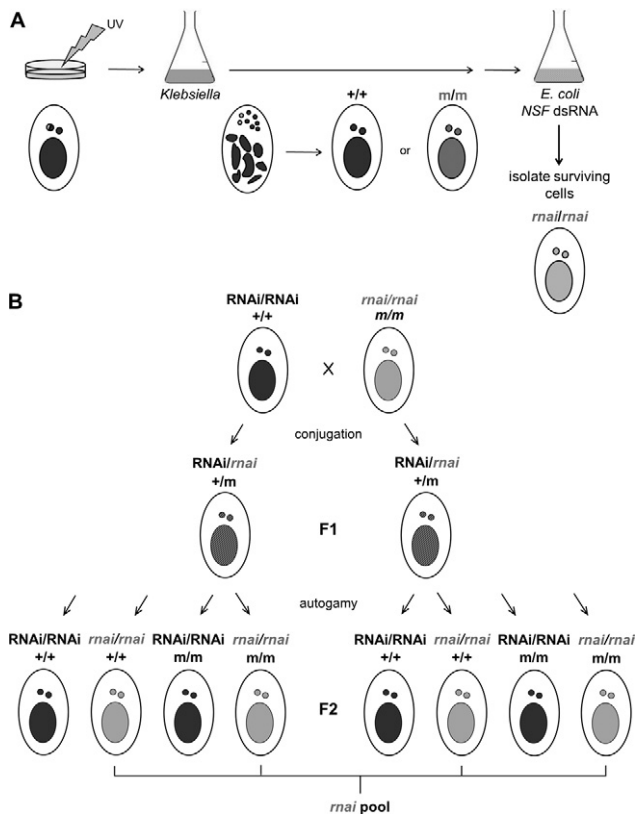 A
UV
Klebsiella
+/+
or
m/m
E. coli
NSF dsRNA
isolate surviving
cells
rnai/rnai
B
RNAi/RNAi
+/+
X
rnai/rnai
m/m
conjugation
RNAi/rnai
+/m
F1
RNAi/rnai
+/m
autogamy
RNAi/RNAi
+/+
rnai/rnai
+/+
RNAi/RNAi
m/m
rnai/rnai
m/m
F2
RNAi/RNAi
+/+
rnai/rnai
+/+
RNAi/RNAi
m/m
rnai/rnai
m/m
rnai pool